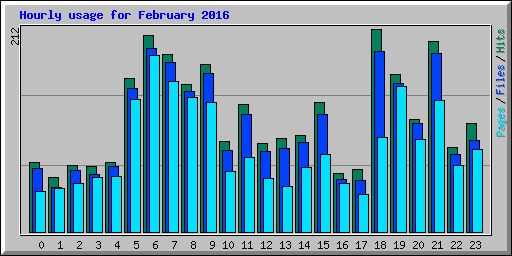 Hourly usage for February 2016
212
Pages/Files/Hits
0 1 2 3 4 5 6 7 8 9 10 11 12 13 14 15 16 17 18 19 20 21 22 23